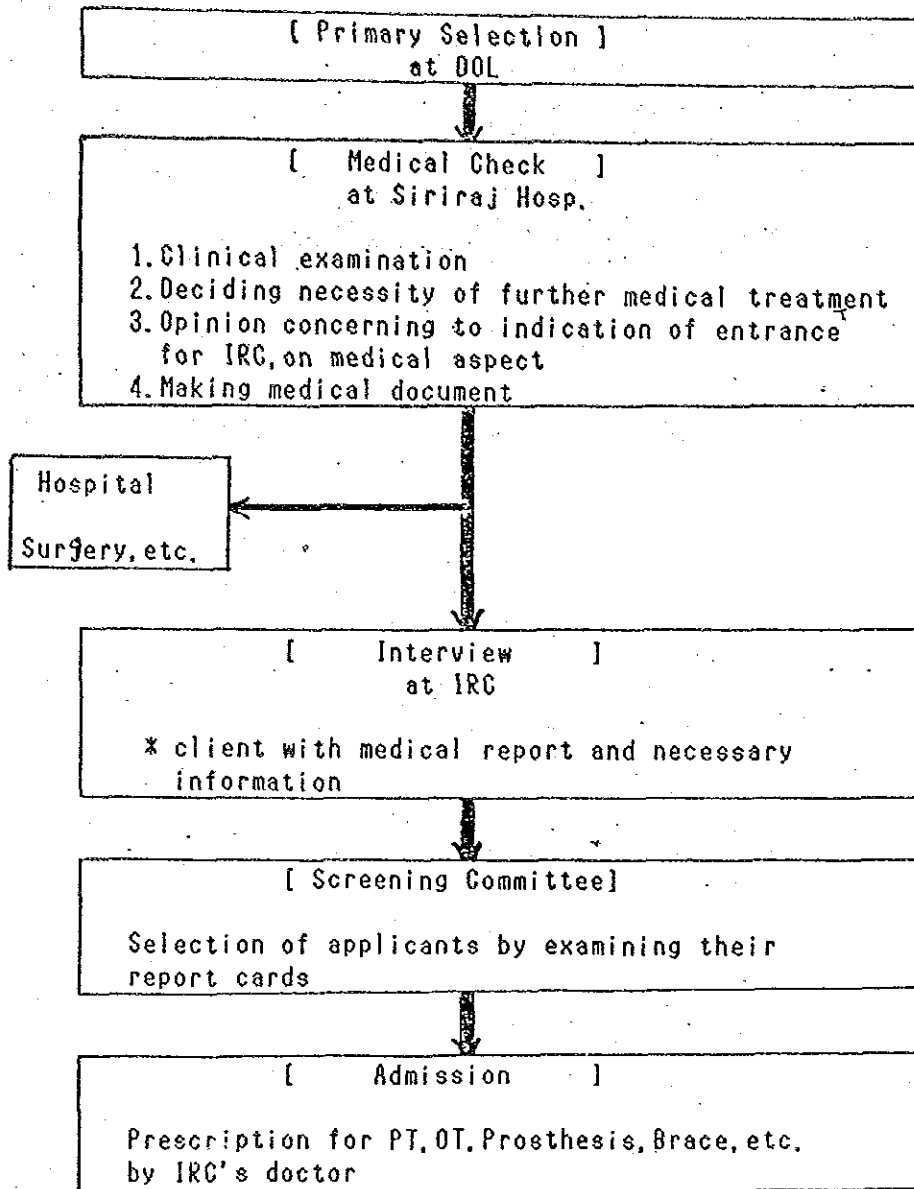 [ Primary Selection ]
at DOL
[ Medical Check ]
at Siriraj Hosp.
1. Clinical examination
2. Deciding necessity of further medical treatment
3. Opinion concerning to indication of entrance
for IRC, on medical aspect
4. Making medical document
Hospital
Surgery, etc.
[ Interview ]
at IRC
* client with medical report and necessary
information
[ Screening Committee]
Selection of applicants by examining their
report cards
[ Admission ]
Prescription for PT, OT, Prosthesis, Brace, etc.
by IRC's doctor